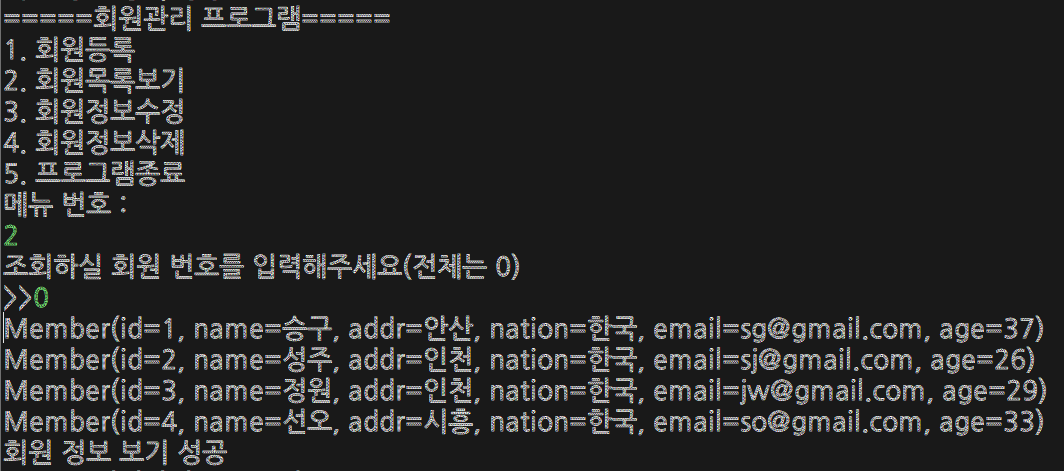 =====회원관리 프로그램=====
1. 회원등록
2. 회원목록보기
3. 회원정보수정
4. 회원정보삭제
5. 프로그램종료
메뉴 번호 :
2
조회하실 회원 번호를 입력해주세요(전체는 0)
>>0
Member(id=1, name=승구, addr=안산, nation=한국, email=sg@gmail.com, age=37)
Member(id=2, name=성주, addr=인천, nation=한국, email=sj@gmail.com, age=26)
Member(id=3, name=정원, addr=인천, nation=한국, email=jw@gmail.com, age=29)
Member(id=4, name=선오, addr=시흥, nation=한국, email=so@gmail.com, age=33)
회원 정보 보기 성공